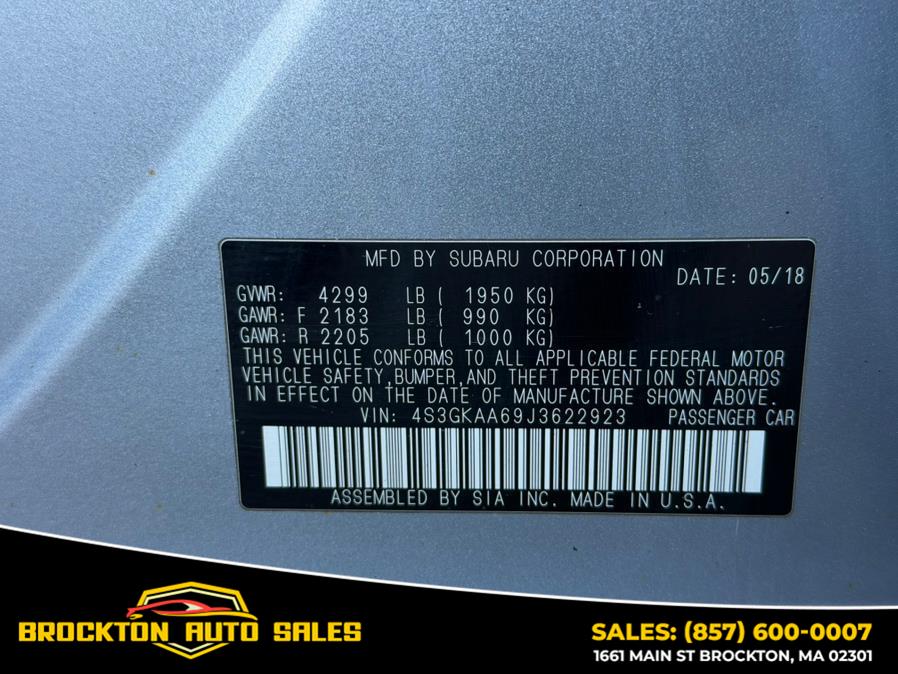 MFD BY SUBARU CORPORATION
DATE: 05/18
GVWR: 4299 LB ( 1950 KG)
GAWR: F 2183 LB ( 990 KG)
GAWR: R 2205 LB ( 1000 KG)
THIS VEHICLE CONFORMS TO ALL APPLICABLE FEDERAL MOTOR
VEHICLE SAFETY,BUMPER,AND THEFT PREVENTION STANDARDS
IN EFFECT ON THE DATE OF MANUFACTURE SHOWN ABOVE.
VIN: 4S3GKAA69J3622923 PASSENGER CAR
ASSEMBLED BY SIA INC. MADE IN U.S.A.
BROCKTON AUTO SALES
SALES: (857) 600-0007
1661 MAIN ST BROCKTON, MA 02301